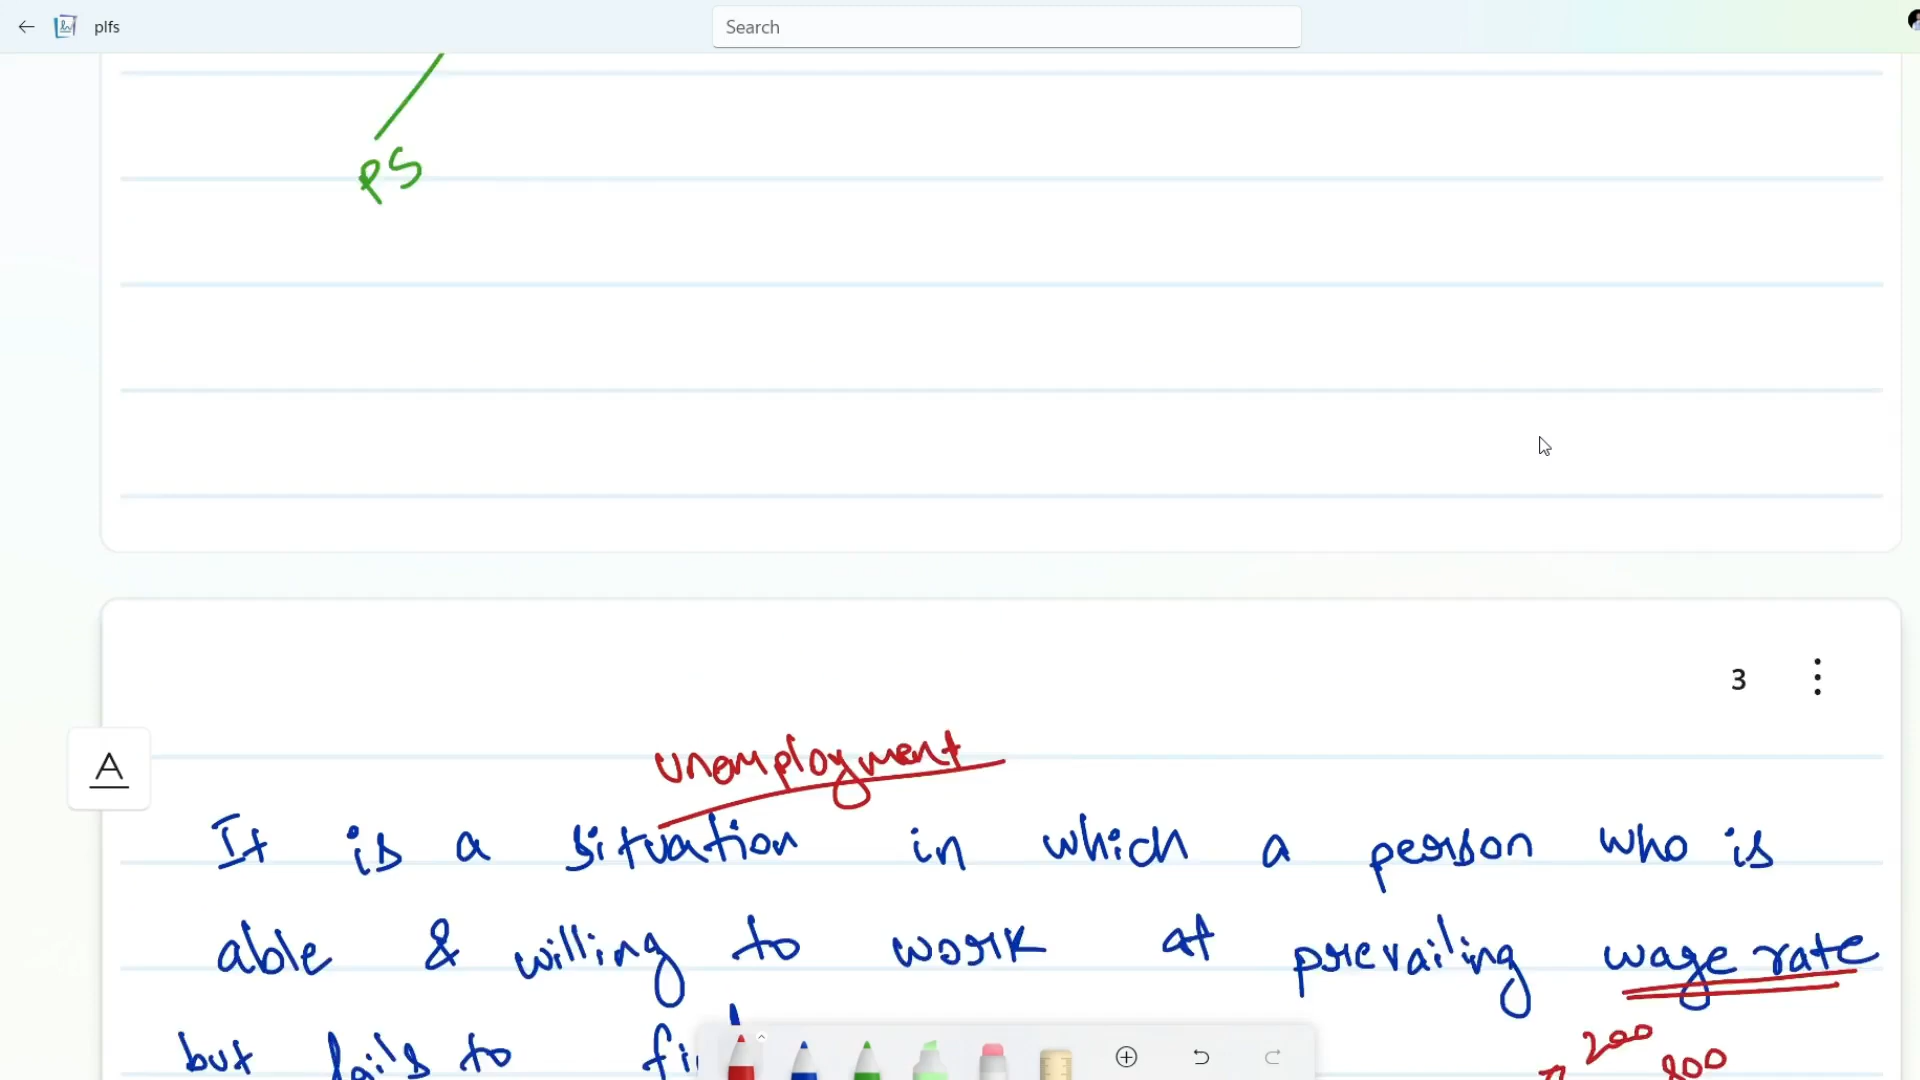 plfs
Search
PS
3
A
unemployment
It is a situation in which a person who is
able & willing to work at prevailing wage rate
but fails to
200